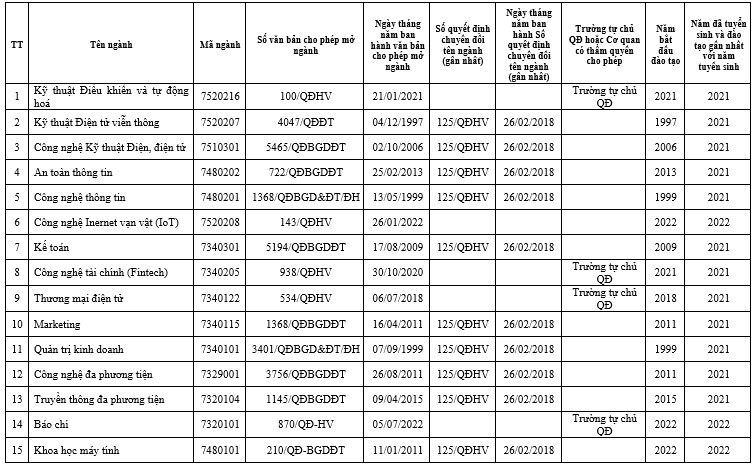 TT Tên ngành Mã ngành Số văn bản cho phép mở ngành Ngày tháng năm ban hành văn bản cho phép mở ngành Số quyết định chuyển đổi tên ngành (gần nhất) Ngày tháng năm ban hành Số quyết định chuyển đổi tên ngành (gần nhất) Trường tự chủ QĐ hoặc Cơ quan có thẩm quyền cho phép Năm bắt đầu đào tạo Năm đã tuyển sinh và đào tạo gần nhất với năm tuyển sinh
1 Kỹ thuật Điều khiển và tự động hoá 7520216 100/QĐHV 21/01/2021 Trường tự chủ QĐ 2021 2021
2 Kỹ thuật Điện tử viễn thông 7520207 4047/QĐĐT 04/12/1997 125/QĐHV 26/02/2018 1997 2021
3 Công nghệ Kỹ thuật Điện, điện tử 7510301 5465/QĐBGDĐT 02/10/2006 125/QĐHV 26/02/2018 2006 2021
4 An toàn thông tin 7480202 722/QĐBGDĐT 25/02/2013 125/QĐHV 26/02/2018 2013 2021
5 Công nghệ thông tin 7480201 1368/QĐBGD&ĐT/ĐH 13/05/1999 125/QĐHV 26/02/2018 1999 2021
6 Công nghệ Inernet vạn vật (IoT) 7520208 143/QĐHV 26/01/2022 2022 2022
7 Kế toán 7340301 5194/QĐBGDĐT 17/08/2009 125/QĐHV 26/02/2018 2009 2021
8 Công nghệ tài chính (Fintech) 7340205 938/QĐHV 30/10/2020 Trường tự chủ QĐ 2021 2021
9 Thương mại điện tử 7340122 534/QĐHV 06/07/2018 Trường tự chủ QĐ 2018 2021
10 Marketing 7340115 1368/QĐBGDĐT 16/04/2011 125/QĐHV 26/02/2018 2011 2021
11 Quản trị kinh doanh 7340101 3401/QĐBGD&ĐT/ĐH 07/09/1999 125/QĐHV 26/02/2018 1999 2021
12 Công nghệ đa phương tiện 7329001 3756/QĐBGDĐT 26/08/2011 125/QĐHV 26/02/2018 2011 2021
13 Truyền thông đa phương tiện 7320104 1145/QĐBGDĐT 09/04/2015 125/QĐHV 26/02/2018 2015 2021
14 Báo chí 7320101 870/QĐ-HV 05/07/2022 Trường tự chủ QĐ 2022 2022
15 Khoa học máy tính 7480101 210/QĐ-BGDĐT 11/01/2011 125/QĐHV 26/02/2018 2022 2022